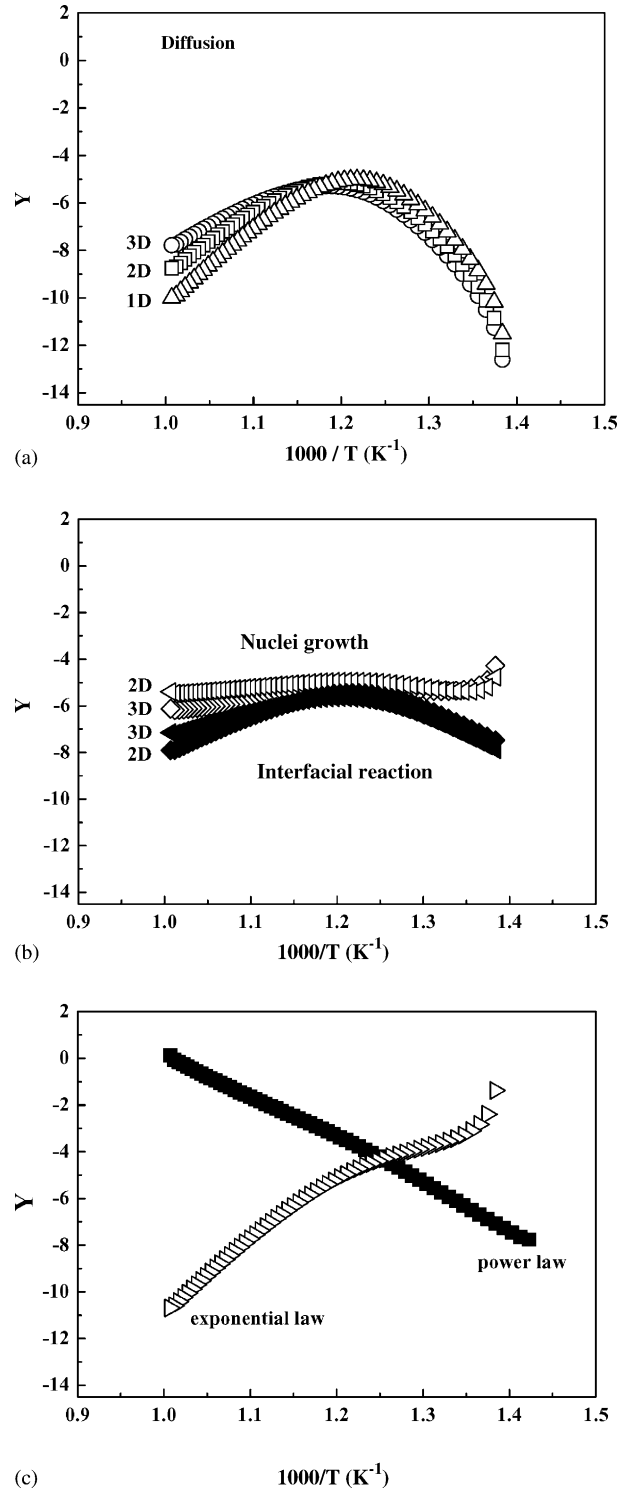 2
0
-2
-4
-6
-8
-10
-12
-14
Y
Diffusion
3D
2D
1D
0.9 1.0 1.1 1.2 1.3 1.4 1.5
(a) 1000 / T (K-1)
2
0
-2
-4
-6
-8
-10
-12
-14
Y
Nuclei growth
2D
3D
3D
2D
Interfacial reaction
0.9 1.0 1.1 1.2 1.3 1.4 1.5
(b) 1000/T (K-1)
2
0
-2
-4
-6
-8
-10
-12
-14
Y
power law
exponential law
0.9 1.0 1.1 1.2 1.3 1.4 1.5
(c) 1000/T (K-1)